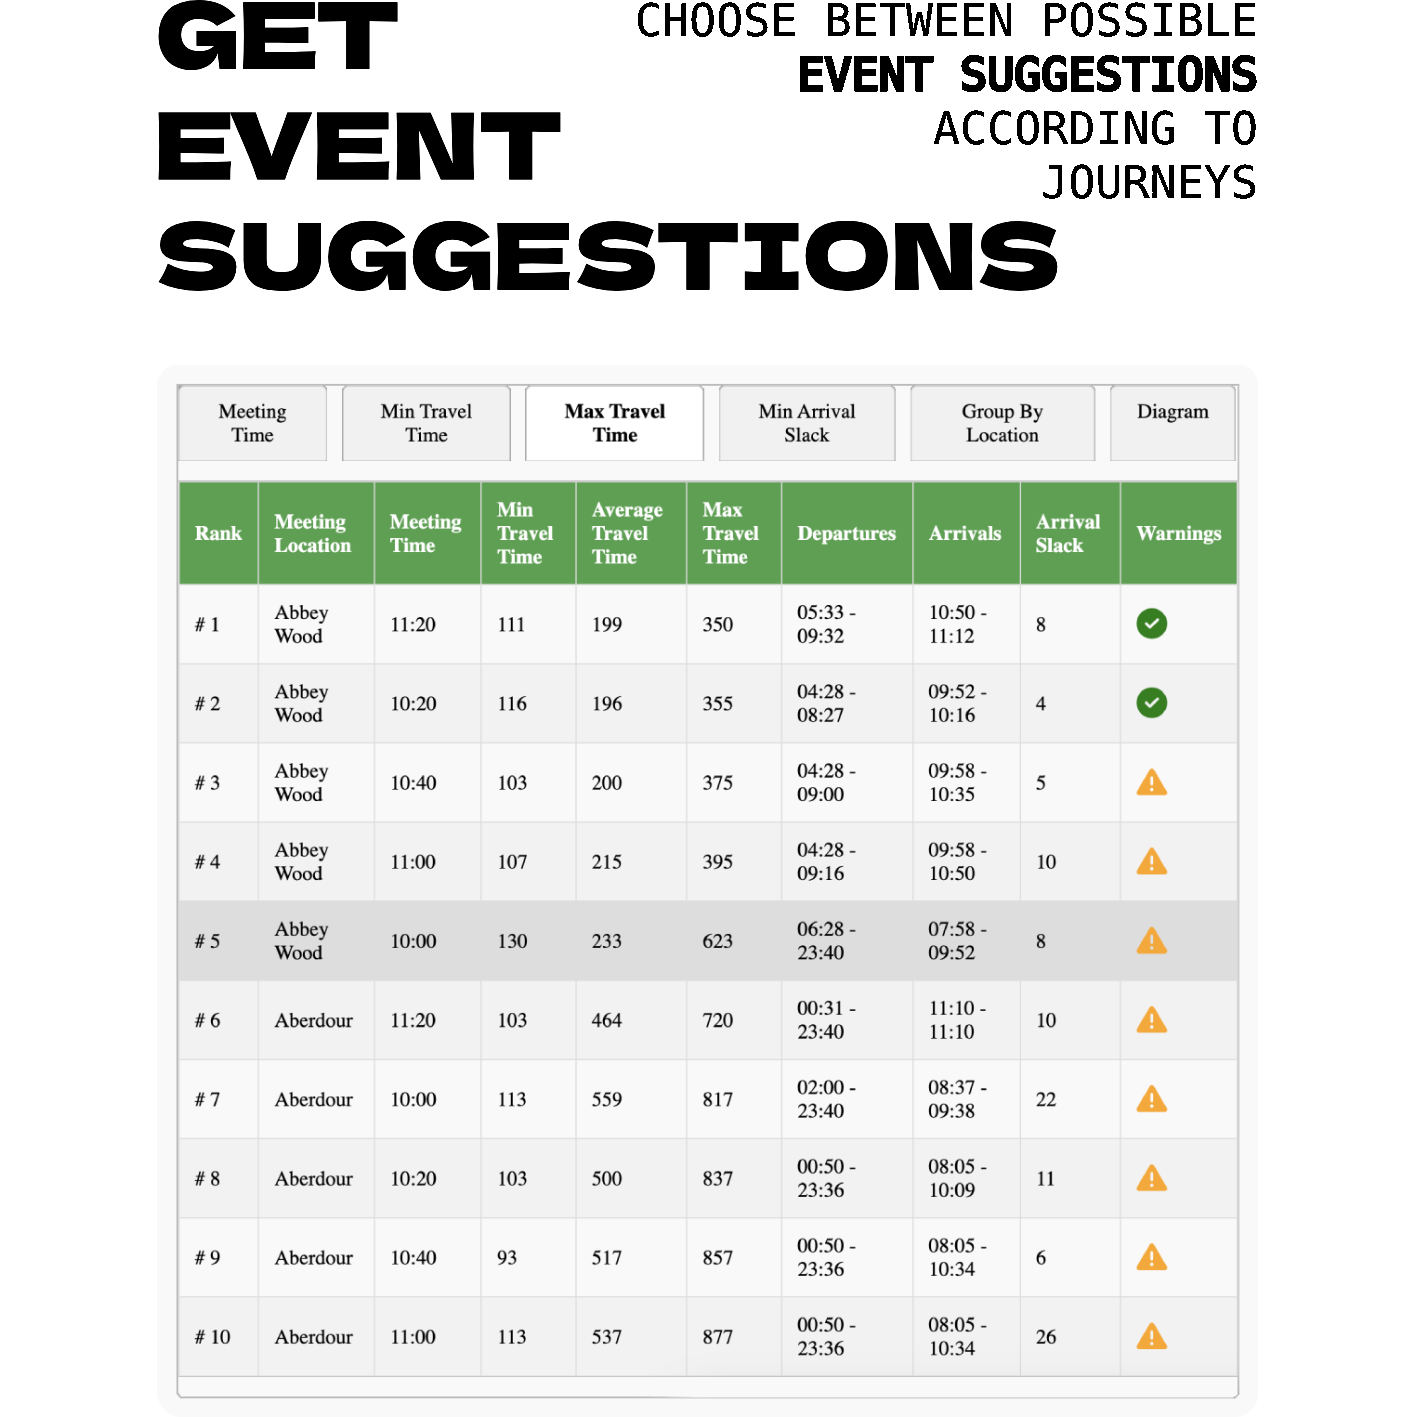 GET
EVENT
SUGGESTIONS
CHOOSE BETWEEN POSSIBLE
EVENT SUGGESTIONS
ACCORDING TO
JOURNEYS
Meeting
Time
Min Travel
Time
Max Travel
Time
Min Arrival
Slack
Group By
Location
Diagram
Rank
Meeting
Location
Meeting
Time
Min
Travel
Time
Average
Travel
Time
Max
Travel
Time
Departures
Arrivals
Arrival
Slack
Warnings
# 1
Abbey
Wood
11:20
111
199
350
05:33 -
09:32
10:50 -
11:12
8
# 2
Abbey
Wood
10:20
116
196
355
04:28 -
08:27
09:52 -
10:16
4
# 3
Abbey
Wood
10:40
103
200
375
04:28 -
09:00
09:58 -
10:35
5
# 4
Abbey
Wood
11:00
107
215
395
04:28 -
09:16
09:58 -
10:50
10
# 5
Abbey
Wood
10:00
130
233
623
06:28 -
23:40
07:58 -
09:52
8
# 6
Aberdour
11:20
103
464
720
00:31 -
23:40
11:10 -
11:10
10
# 7
Aberdour
10:00
113
559
817
02:00 -
23:40
08:37 -
09:38
22
# 8
Aberdour
10:20
103
500
837
00:50 -
23:36
08:05 -
10:09
11
# 9
Aberdour
10:40
93
517
857
00:50 -
23:36
08:05 -
10:34
6
# 10
Aberdour
11:00
113
537
877
00:50 -
23:36
08:05 -
10:34
26